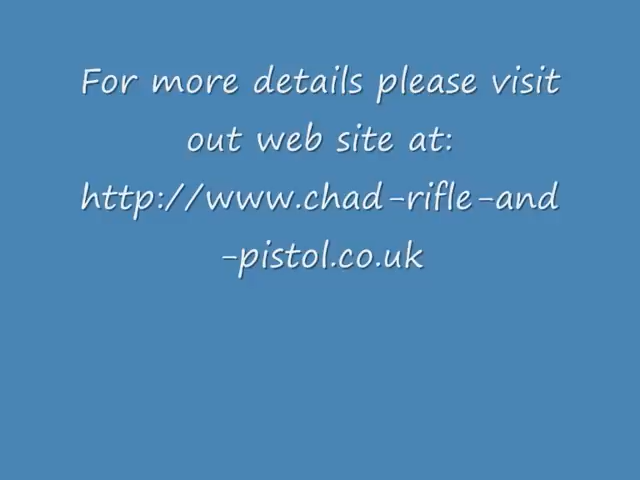 For more details please visit
out web site at:
http://www.chad-rifle-and
-pistol.co.uk